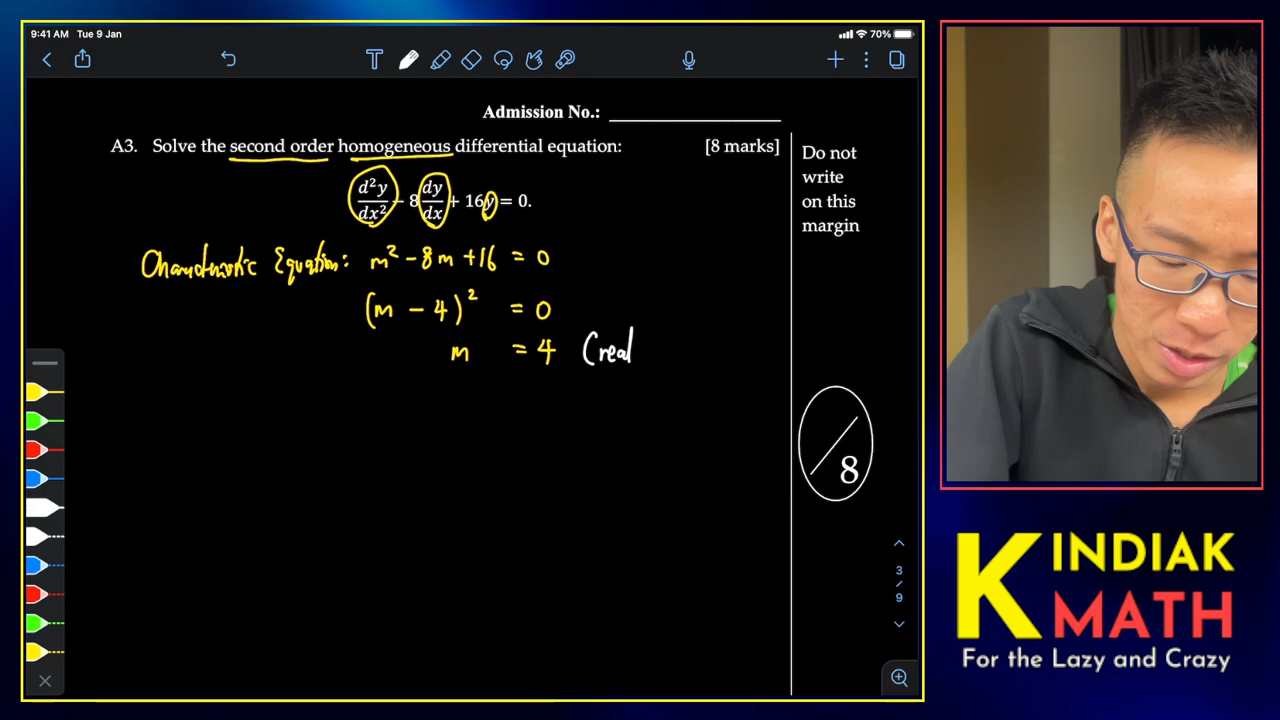 9:41 AM Tue 9 Jan
70%
Admission No.: ____________
A3. Solve the second order homogeneous differential equation: [8 marks]
d²y/dx² − 8 dy/dx + 16y = 0.
Do not
write
on this
margin
Characteristic Equation: m² − 8m + 16 = 0
(m − 4)² = 0
m = 4 (real
/8
3
/
9
KINDIAK
MATH
For the Lazy and Crazy